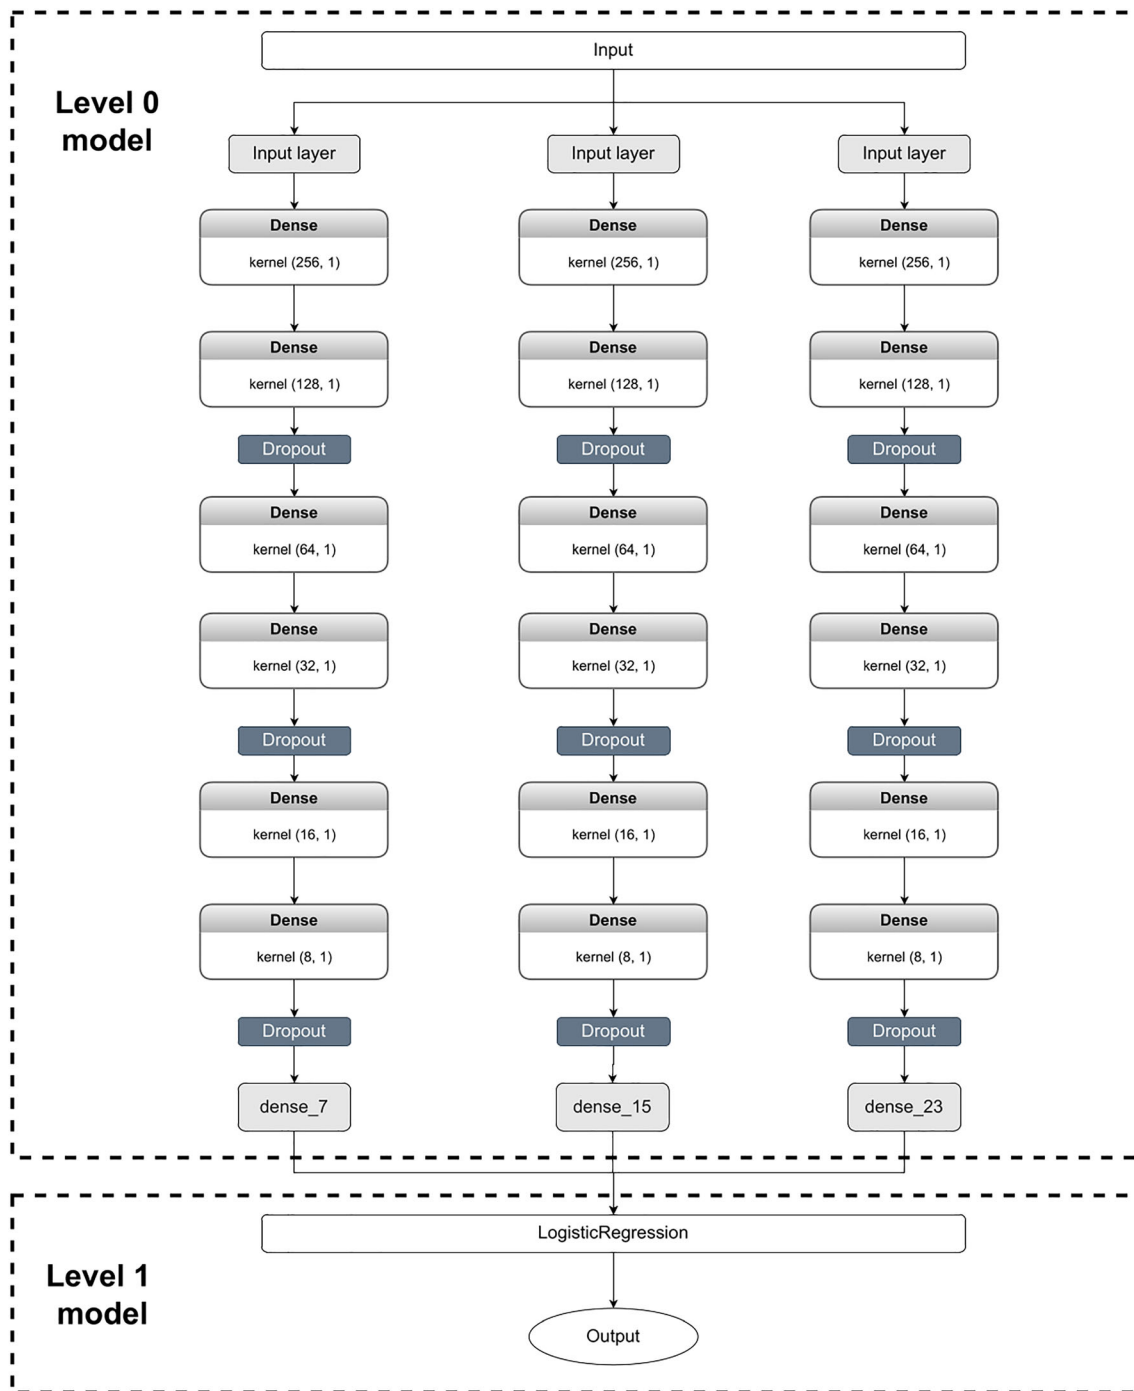 Input
Level 0
model
Input layer Input layer Input layer
Dense Dense Dense
kernel (256, 1) kernel (256, 1) kernel (256, 1)
Dense Dense Dense
kernel (128, 1) kernel (128, 1) kernel (128, 1)
Dropout Dropout Dropout
Dense Dense Dense
kernel (64, 1) kernel (64, 1) kernel (64, 1)
Dense Dense Dense
kernel (32, 1) kernel (32, 1) kernel (32, 1)
Dropout Dropout Dropout
Dense Dense Dense
kernel (16, 1) kernel (16, 1) kernel (16, 1)
Dense Dense Dense
kernel (8, 1) kernel (8, 1) kernel (8, 1)
Dropout Dropout Dropout
dense_7 dense_15 dense_23
LogisticRegression
Level 1
model
Output